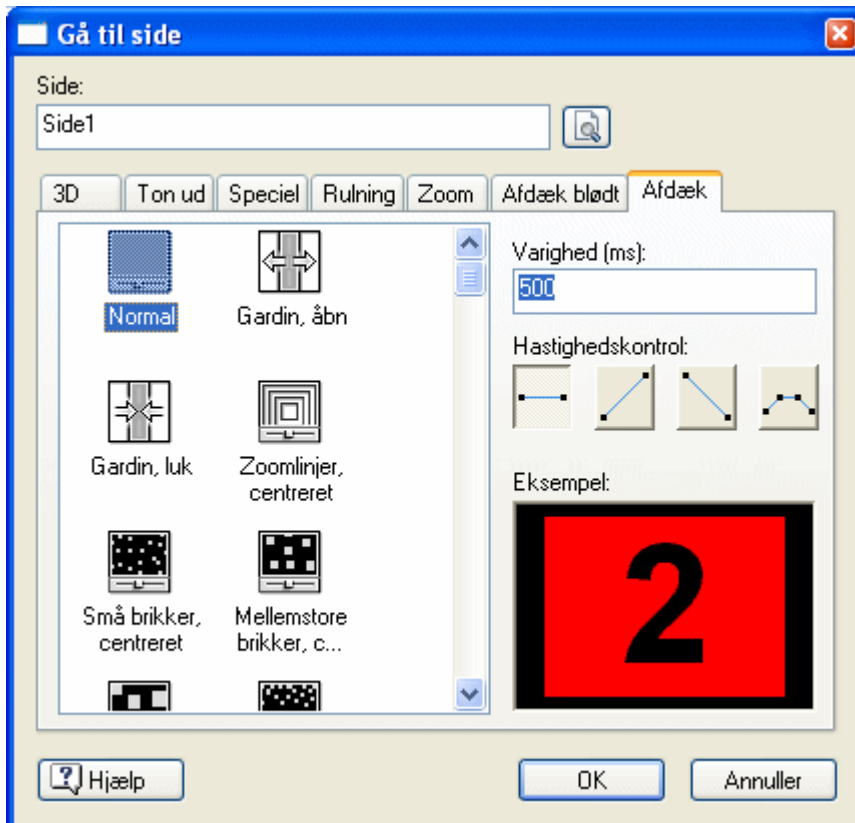 Gå til side
Side:
Side1
3D
Ton ud
Speciel
Rulning
Zoom
Afdæk blødt
Afdæk
Normal
Gardin, åbn
Gardin, luk
Zoomlinjer,
centreret
Små brikker,
centreret
Mellemstore
brikker, c...
Varighed (ms):
500
Hastighedskontrol:
Eksempel:
2
Hjælp
OK
Annuller